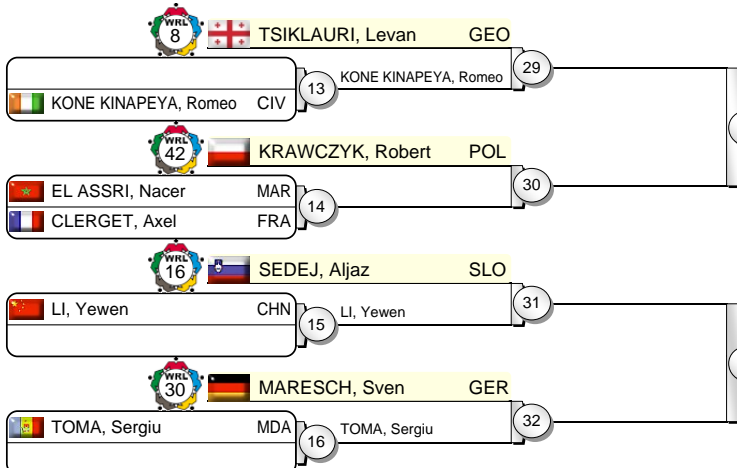 WRL
8
TSIKLAURI, Levan GEO
29
KONE KINAPEYA, Romeo
13
KONE KINAPEYA, Romeo CIV
WRL
42
KRAWCZYK, Robert POL
30
EL ASSRI, Nacer MAR
14
CLERGET, Axel FRA
WRL
16
SEDEJ, Aljaz SLO
31
LI, Yewen CHN
15
LI, Yewen
WRL
30
MARESCH, Sven GER
32
TOMA, Sergiu MDA
16
TOMA, Sergiu